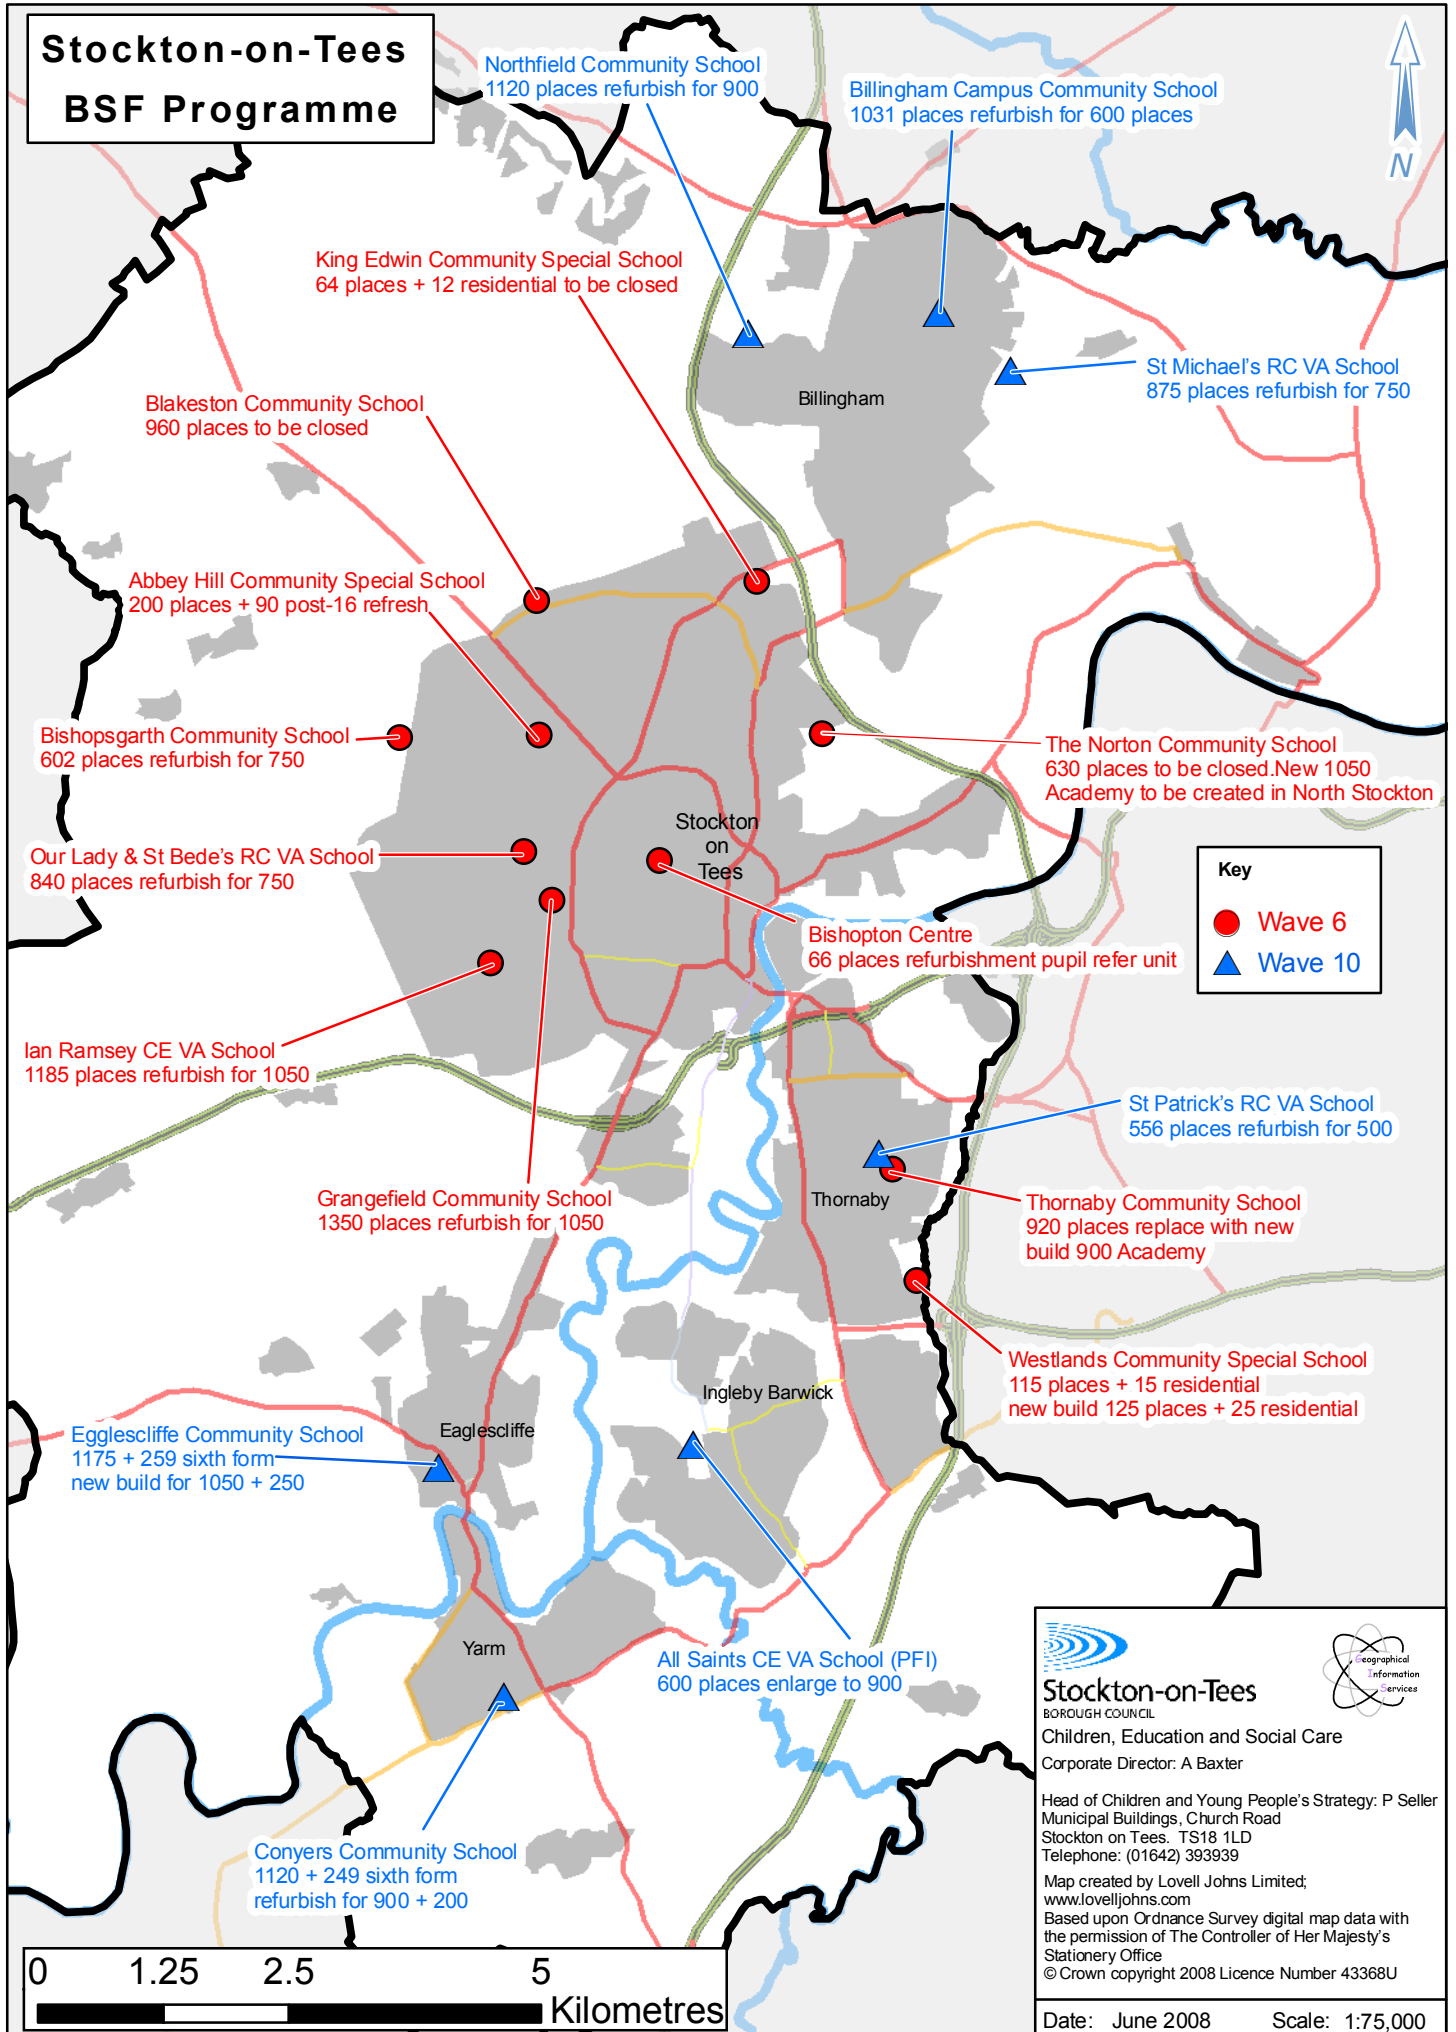 Stockton-on-Tees
BSF Programme
Northfield Community School
1120 places refurbish for 900
Billingham Campus Community School
1031 places refurbish for 600 places
N
King Edwin Community Special School
64 places + 12 residential to be closed
St Michael's RC VA School
875 places refurbish for 750
Billingham
Blakeston Community School
960 places to be closed
Abbey Hill Community Special School
200 places + 90 post-16 refresh
Bishopsgarth Community School
602 places refurbish for 750
The Norton Community School
630 places to be closed.New 1050
Academy to be created in North Stockton
Stockton
on
Tees
Our Lady & St Bede's RC VA School
840 places refurbish for 750
Key
Wave 6
Wave 10
Bishopton Centre
66 places refurbishment pupil refer unit
Ian Ramsey CE VA School
1185 places refurbish for 1050
St Patrick's RC VA School
556 places refurbish for 500
Grangefield Community School
1350 places refurbish for 1050
Thornaby
Thornaby Community School
920 places replace with new
build 900 Academy
Westlands Community Special School
115 places + 15 residential
new build 125 places + 25 residential
Ingleby Barwick
Eaglescliffe
Egglescliffe Community School
1175 + 259 sixth form
new build for 1050 + 250
Yarm
All Saints CE VA School (PFI)
600 places enlarge to 900
Conyers Community School
1120 + 249 sixth form
refurbish for 900 + 200
Stockton-on-Tees
BOROUGH COUNCIL
Geographical
Information
Services
Children, Education and Social Care
Corporate Director: A Baxter
Head of Children and Young People's Strategy: P Seller
Municipal Buildings, Church Road
Stockton on Tees. TS18 1LD
Telephone: (01642) 393939
Map created by Lovell Johns Limited;
www.lovelljohns.com
Based upon Ordnance Survey digital map data with
the permission of The Controller of Her Majesty's
Stationery Office
© Crown copyright 2008 Licence Number 43368U
Date: June 2008 Scale: 1:75,000
0 1.25 2.5 5
Kilometres